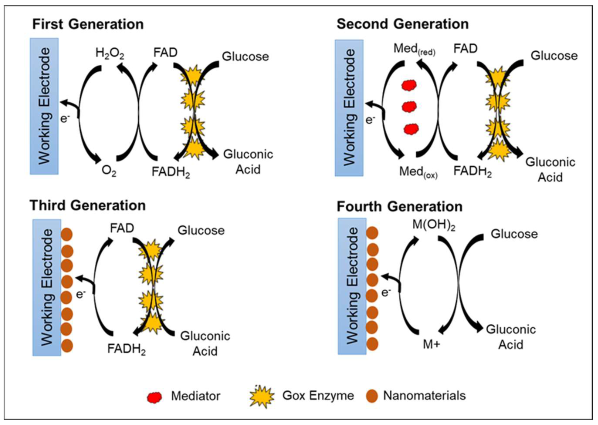 First Generation
Working Electrode
H2O2
FAD
Glucose
e-
O2
FADH2
Gluconic
Acid
Second Generation
Working Electrode
Med(red)
FAD
Glucose
e-
Med(ox)
FADH2
Gluconic
Acid
Third Generation
Working Electrode
FAD
Glucose
e-
FADH2
Gluconic
Acid
Fourth Generation
Working Electrode
M(OH)2
Glucose
e-
M+
Gluconic
Acid
Mediator
Gox Enzyme
Nanomaterials